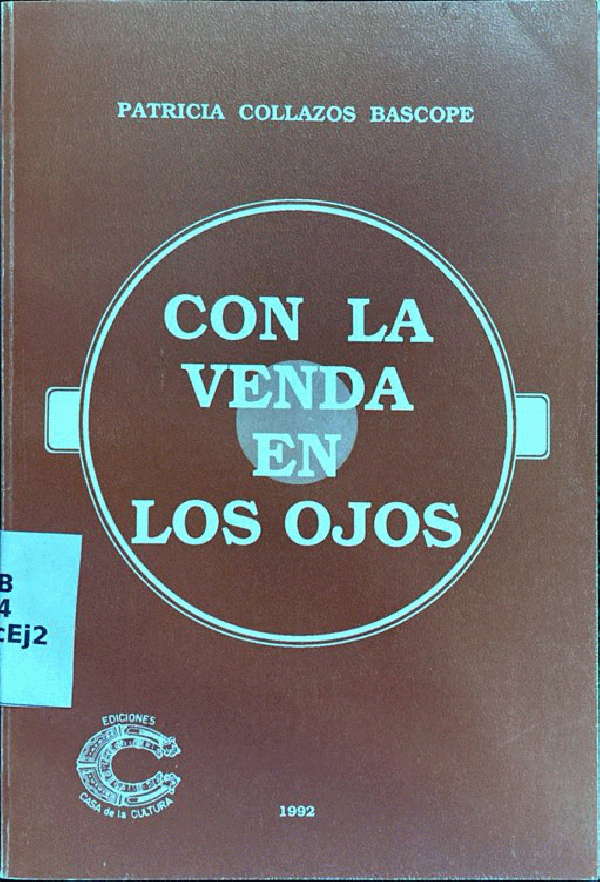 PATRICIA COLLAZOS BASCOPE
CON LA
VENDA
EN
LOS OJOS
B
4
cEj2
EDICIONES
CASA de la CULTURA
1992